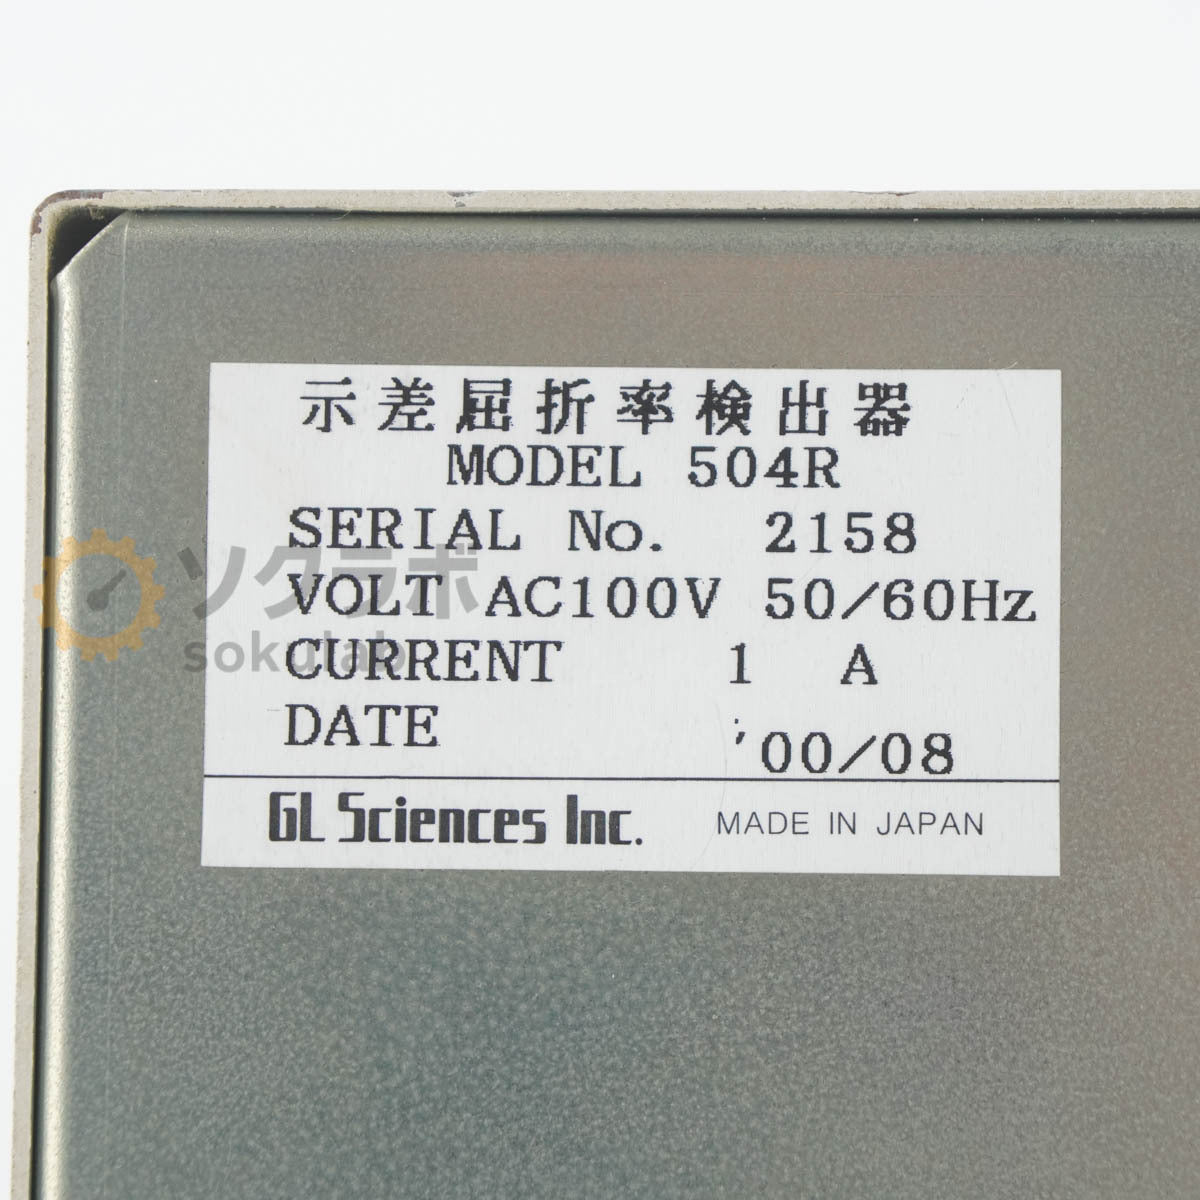 示差屈折率検出器
MODEL 504R
SERIAL No. 2158
ソクラボ
VOLT AC100V 50/60Hz
sokulab
CURRENT 1 A
DATE '00/08
GL Sciences Inc. MADE IN JAPAN